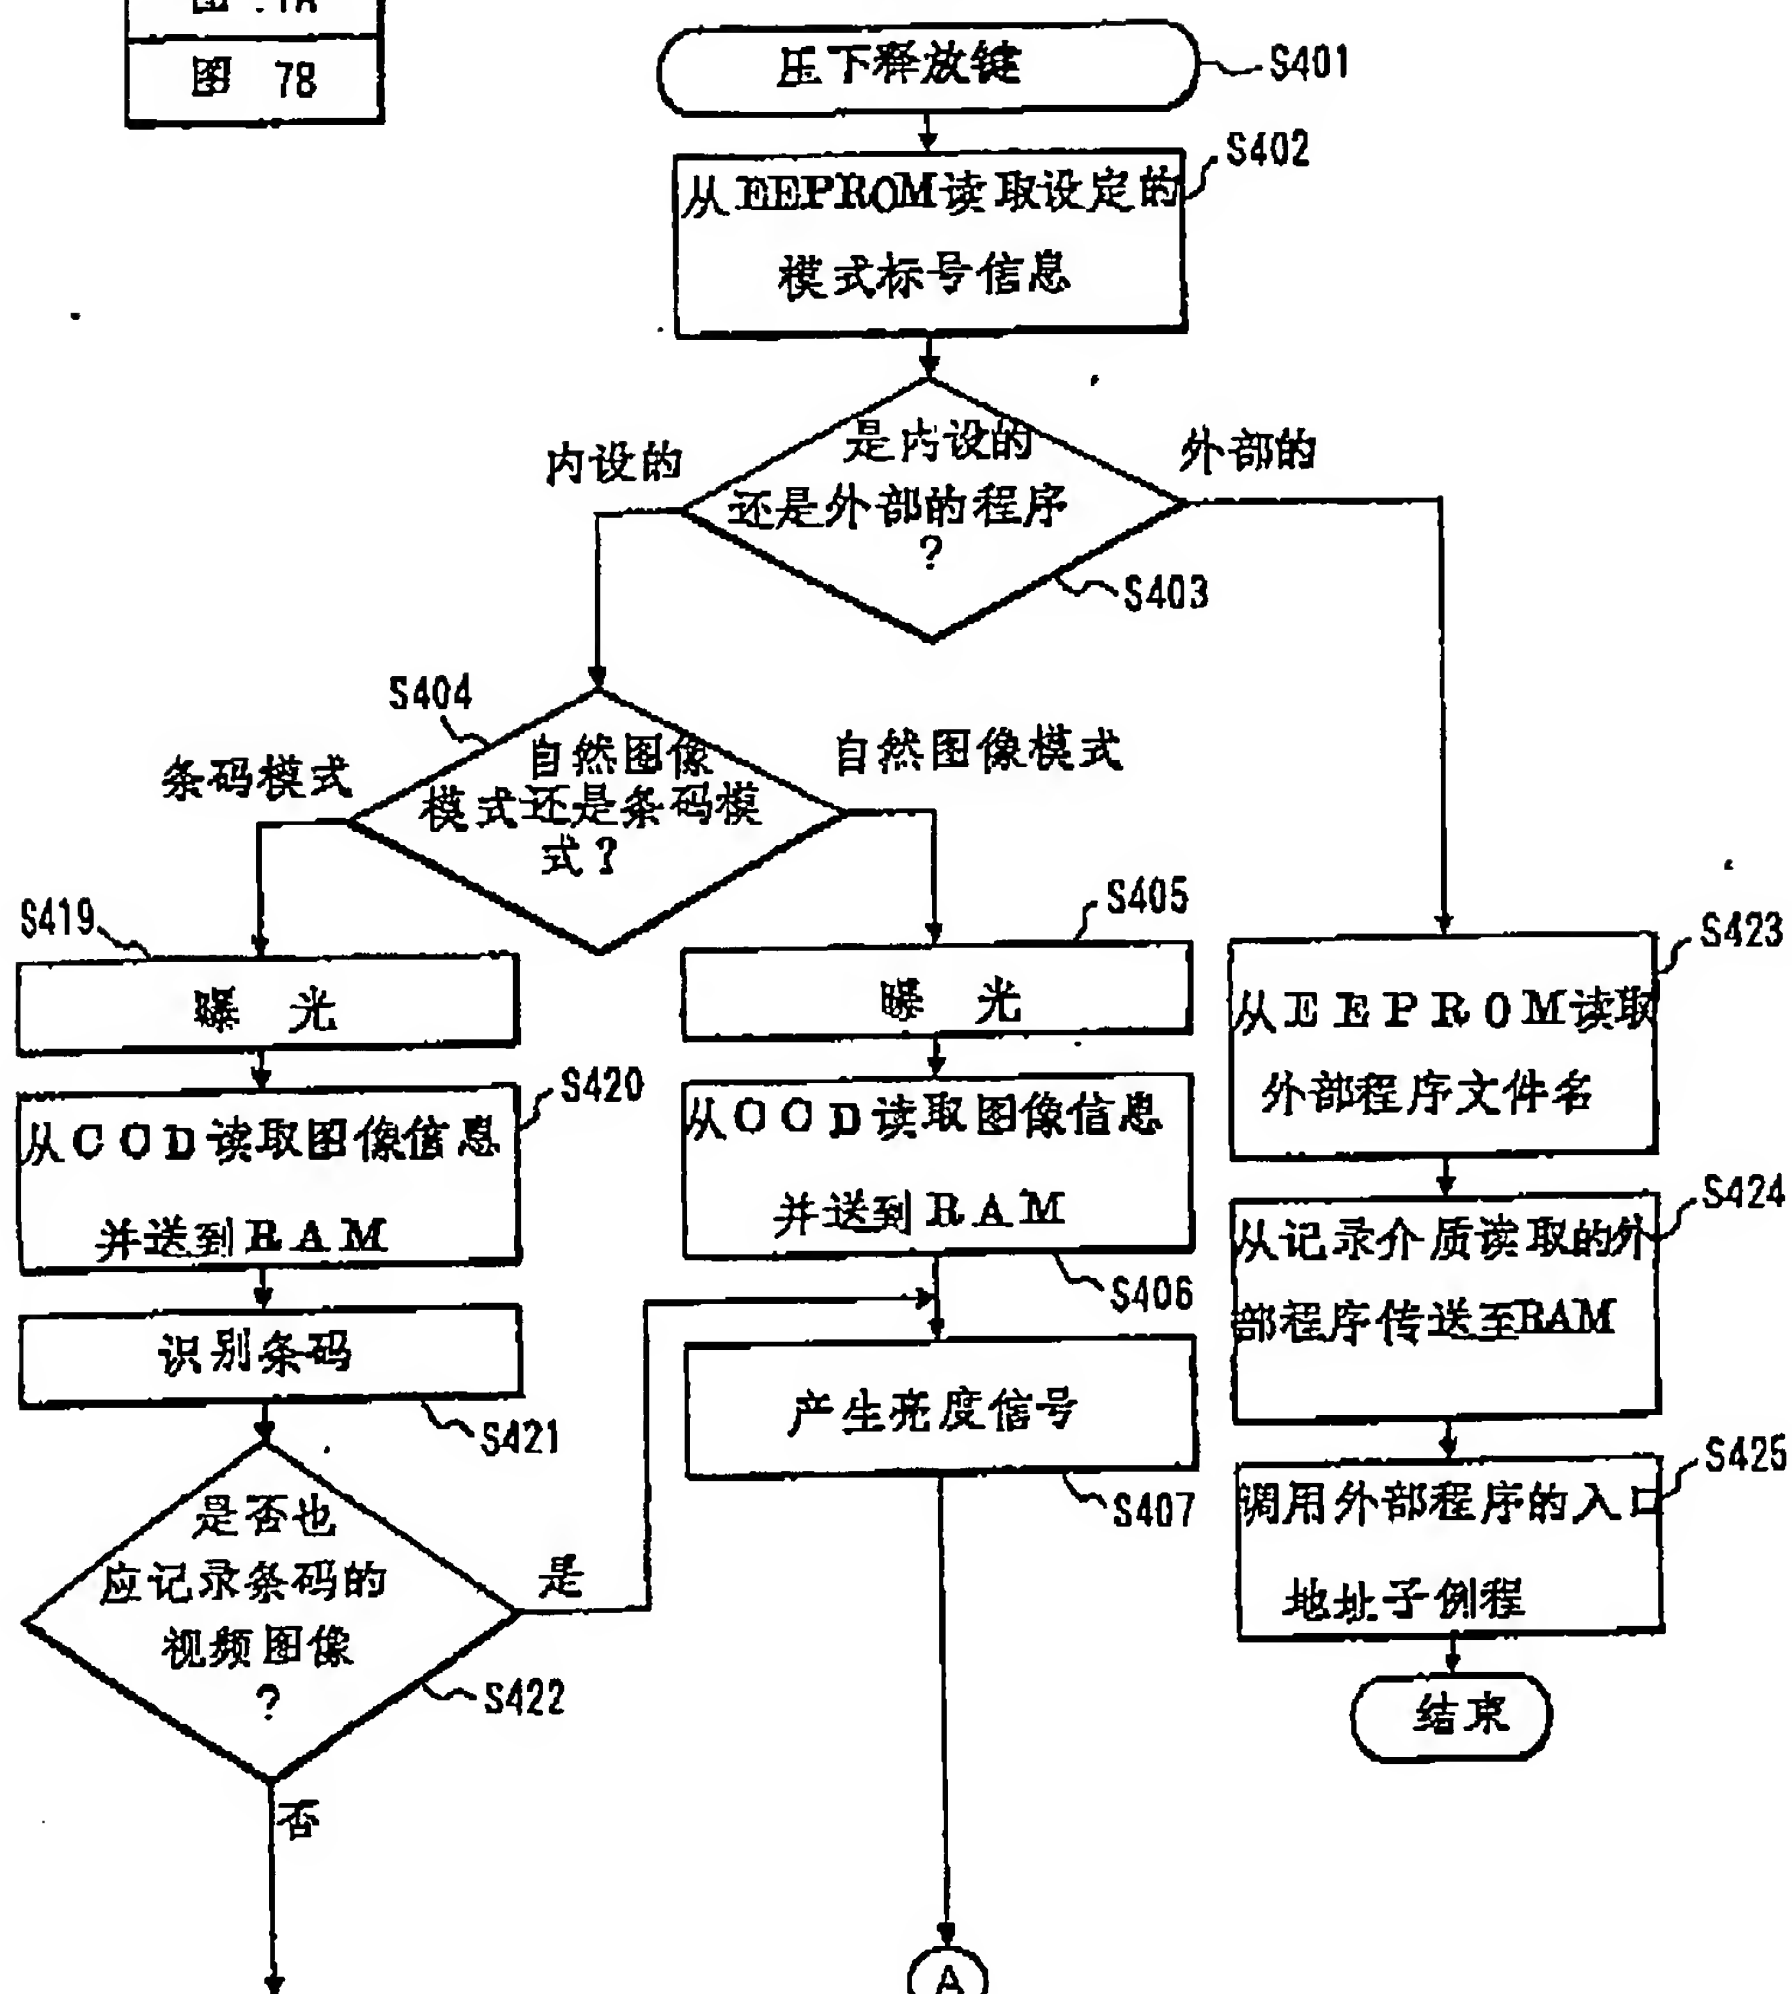 图 7A
图 7B
压下释放键
S401
S402
从EEPROM读取设定的
模式标号信息
内设的
是内设的
还是外部的程序
?
外部的
S403
S404
条码模式
自然图像
模式还是条码模
式?
自然图像模式
S419
曝 光
S405
曝 光
S423
从EEPROM读取
外部程序文件名
S420
从CCD读取图像信息
并送到RAM
从CCD读取图像信息
并送到RAM
S406
S424
从记录介质读取的外
部程序传送至RAM
识别条码
S421
产生亮度信号
S407
S425
调用外部程序的入口
地址子例程
是否也
应记录条码的
视频图像
?
是
S422
否
结束
A